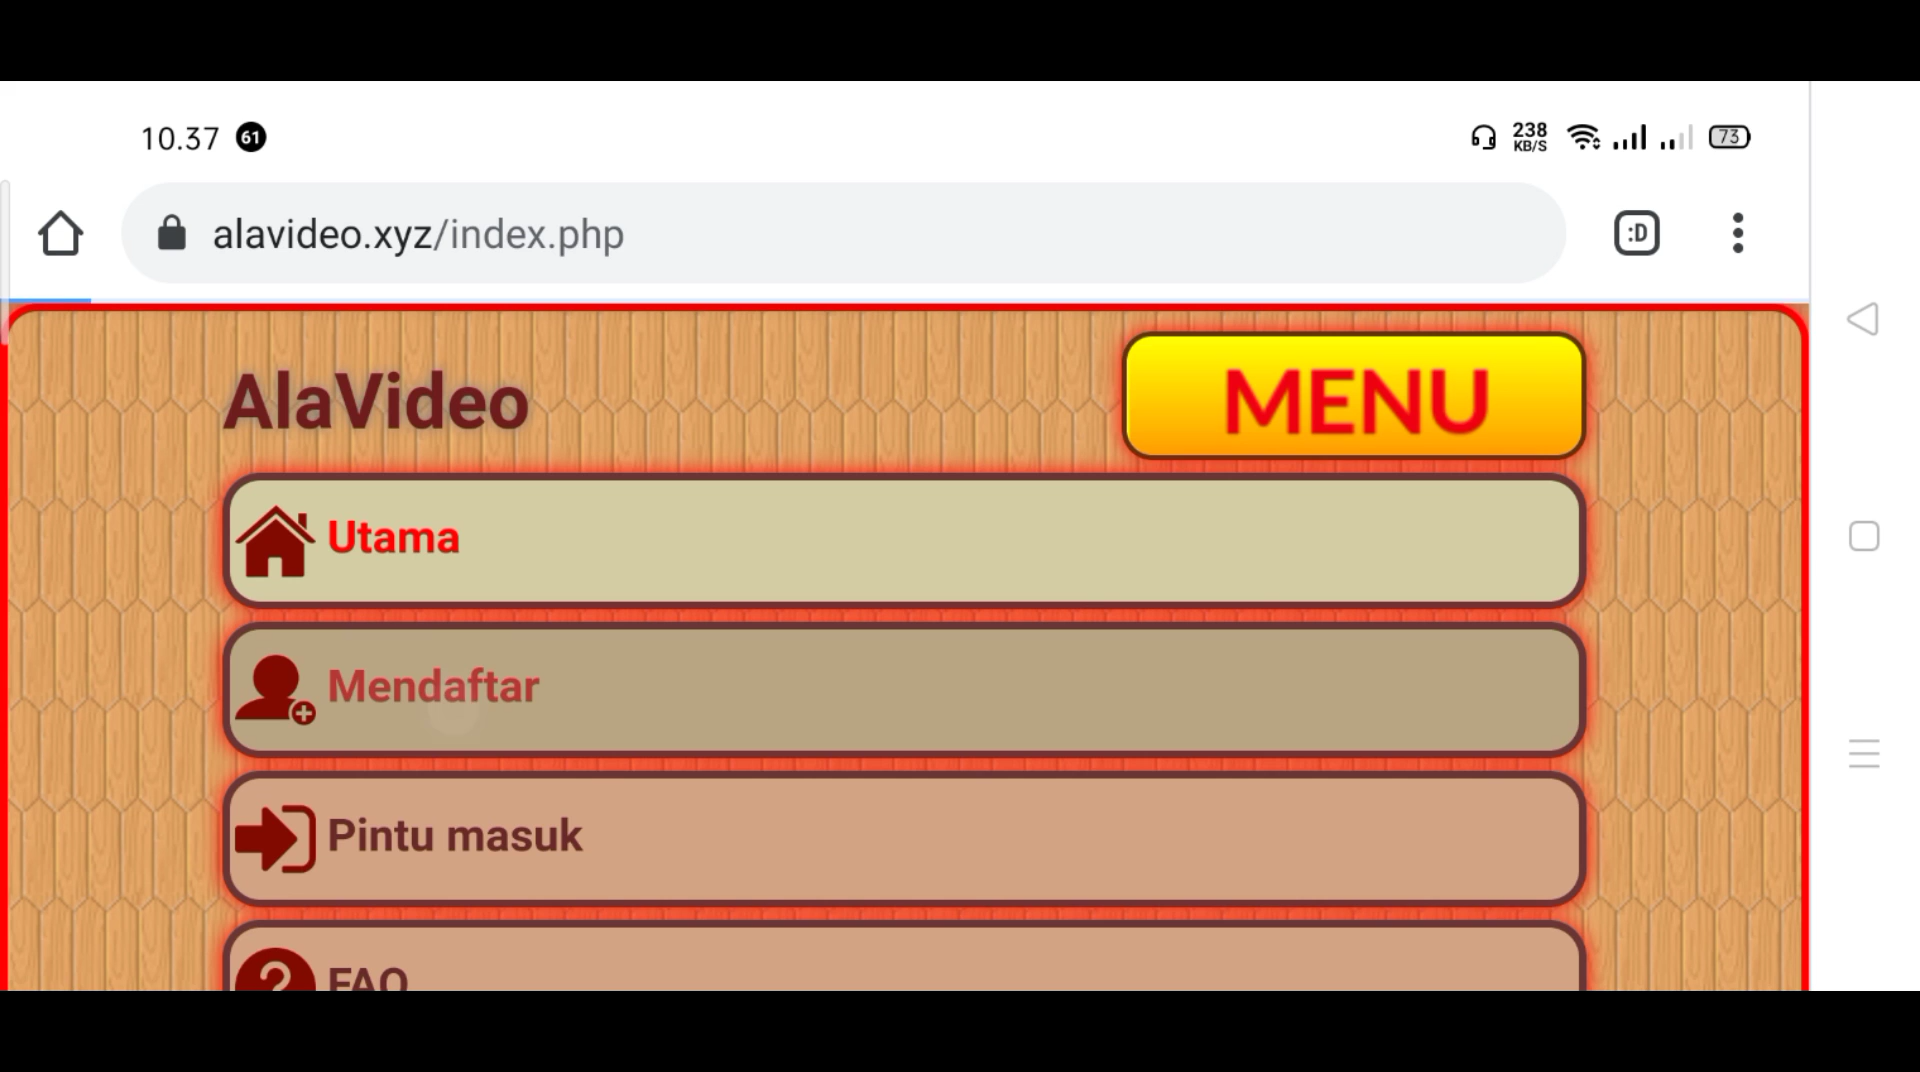 10.37 61
238
KB/S
73
alavideo.xyz/index.php
:D
AlaVideo
MENU
Utama
Mendaftar
Pintu masuk
FAQ